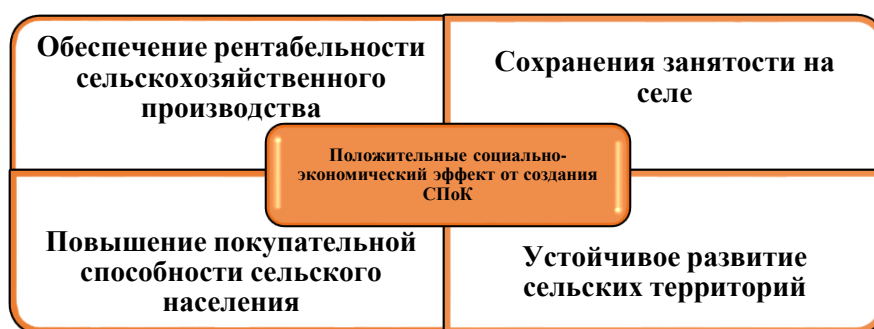 Обеспечение рентабельности
сельскохозяйственного
производства
Сохранения занятости на
селе
Положительные социально-
экономический эффект от создания
СПоК
Повышение покупательной
способности сельского
населения
Устойчивое развитие
сельских территорий